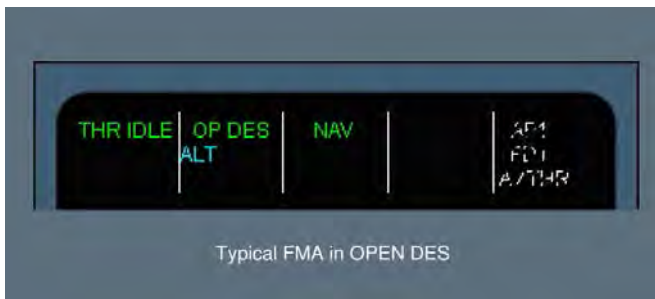 THR IDLE OP DES NAV AP1
ALT FD1
A/THR
Typical FMA in OPEN DES